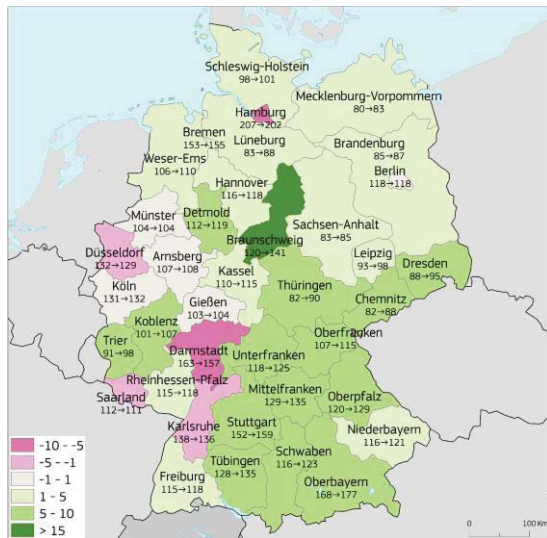 Schleswig-Holstein
98→101
Mecklenburg-Vorpommern
80→83
Hamburg
207→202
Bremen
153→155
Lüneburg
83→88
Brandenburg
85→87
Weser-Ems
106→110
Berlin
118→118
Hannover
116→118
Münster
104→104
Detmold
112→119
Sachsen-Anhalt
83→85
Braunschweig
120→141
Düsseldorf
132→129
Arnsberg
107→108
Leipzig
93→98
Dresden
88→95
Kassel
110→115
Köln
131→132
Thüringen
82→90
Chemnitz
82→88
Gießen
103→104
Koblenz
101→107
Oberfranken
107→115
Trier
91→98
Darmstadt
163→157
Unterfranken
118→125
Rheinhessen-Pfalz
115→118
Mittelfranken
129→135
Oberpfalz
120→129
Saarland
112→111
Karlsruhe
138→136
Stuttgart
152→159
Niederbayern
116→121
Schwaben
116→123
Tübingen
128→135
Freiburg
115→118
Oberbayern
168→177
-10 - -5
-5 - -1
-1 - 1
1 - 5
5 - 10
> 15
0 100 Km